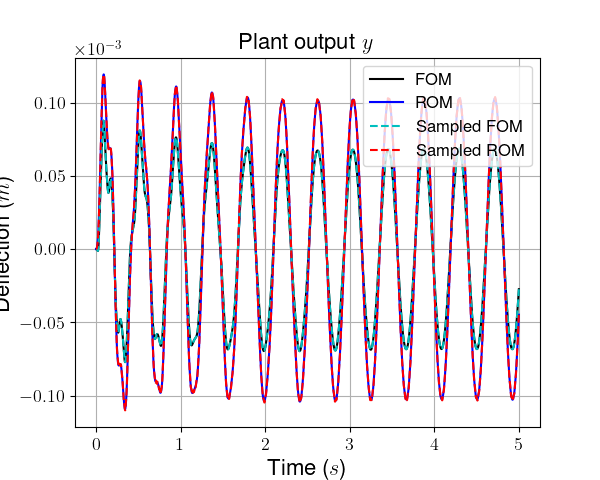 Plant output y
×10⁻³
0.10
0.05
0.00
−0.05
−0.10
Deflection (m)
0 1 2 3 4 5
Time (s)
FOM
ROM
Sampled FOM
Sampled ROM